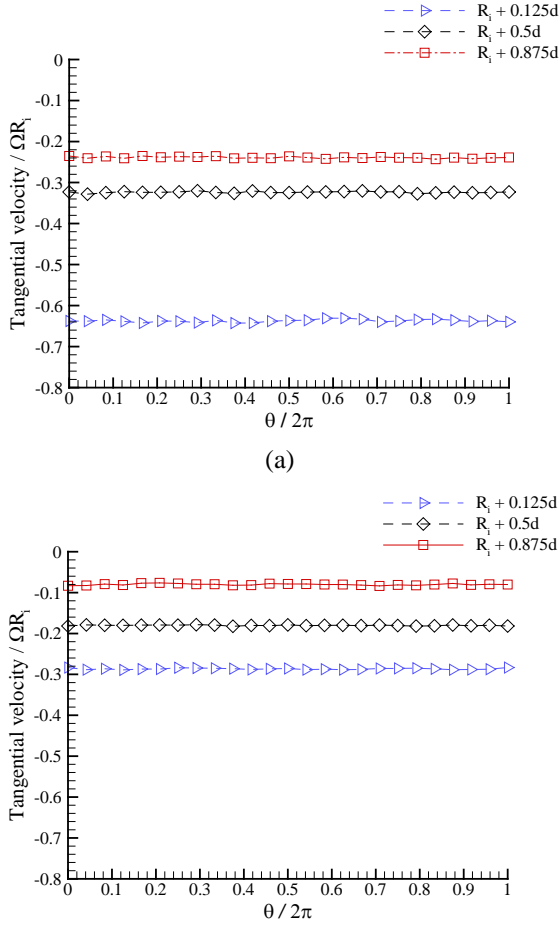 R_i + 0.125d
R_i + 0.5d
R_i + 0.875d
0
-0.1
-0.2
-0.3
-0.4
-0.5
-0.6
-0.7
-0.8
Tangential velocity / ΩR_i
0 0.1 0.2 0.3 0.4 0.5 0.6 0.7 0.8 0.9 1
θ / 2π
(a)
R_i + 0.125d
R_i + 0.5d
R_i + 0.875d
0
-0.1
-0.2
-0.3
-0.4
-0.5
-0.6
-0.7
-0.8
Tangential velocity / ΩR_i
0 0.1 0.2 0.3 0.4 0.5 0.6 0.7 0.8 0.9 1
θ / 2π